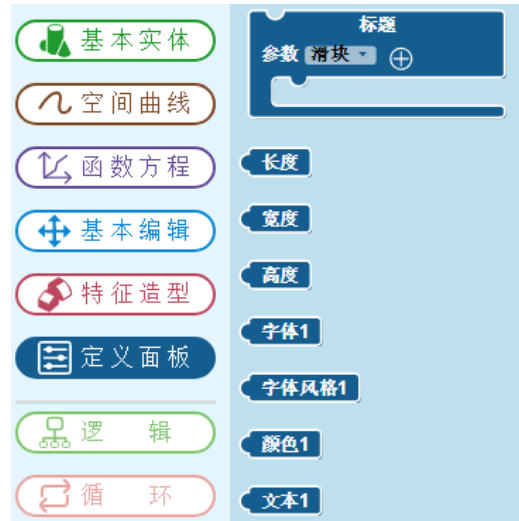 基本实体
空间曲线
函数方程
基本编辑
特征造型
定义面板
逻 辑
循 环
标题
参数 滑块
长度
宽度
高度
字体1
字体风格1
颜色1
文本1